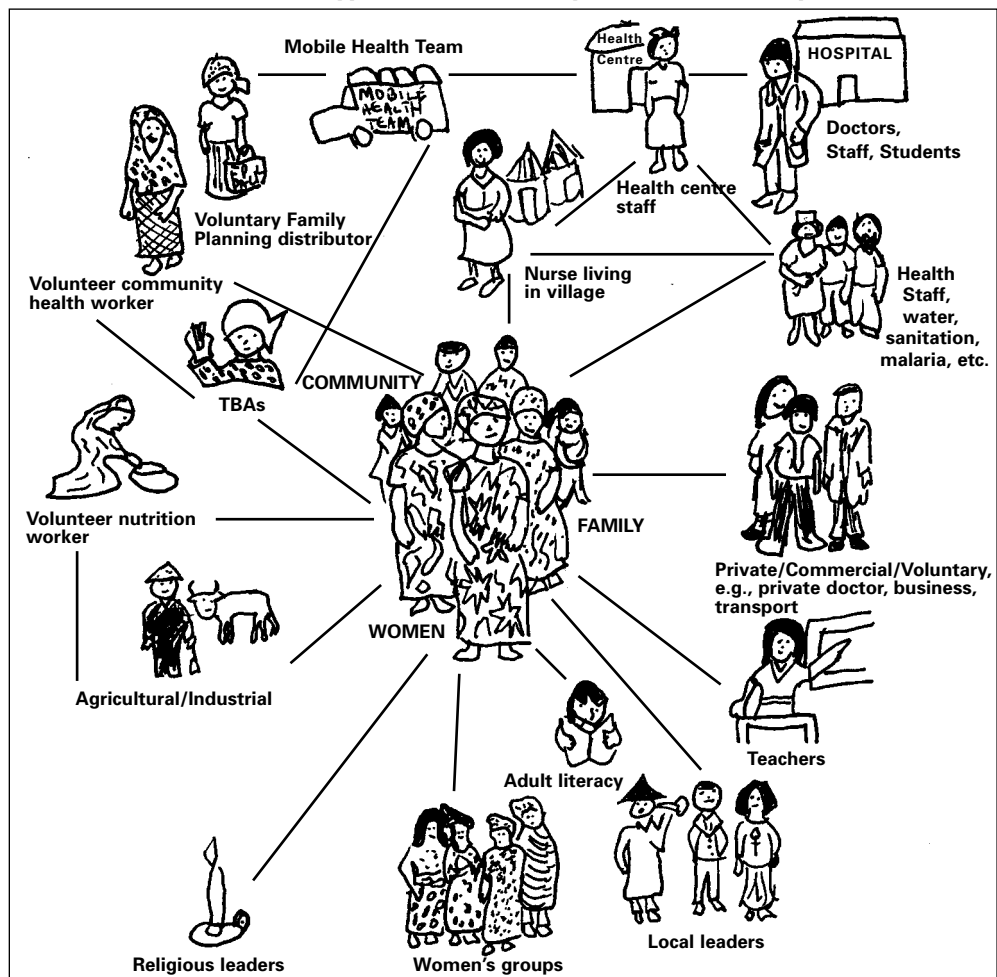 Mobile Health Team
Health
Centre
HOSPITAL
MOBILE
HEALTH
TEAM
Doctors,
Staff, Students
Voluntary Family
Planning distributor
Health centre
staff
Volunteer community
health worker
Nurse living
in village
Health
Staff,
water,
sanitation,
malaria, etc.
TBAs
COMMUNITY
Volunteer nutrition
worker
FAMILY
Private/Commercial/Voluntary,
e.g., private doctor, business,
transport
WOMEN
Agricultural/Industrial
Teachers
Adult literacy
Local leaders
Religious leaders
Women's groups